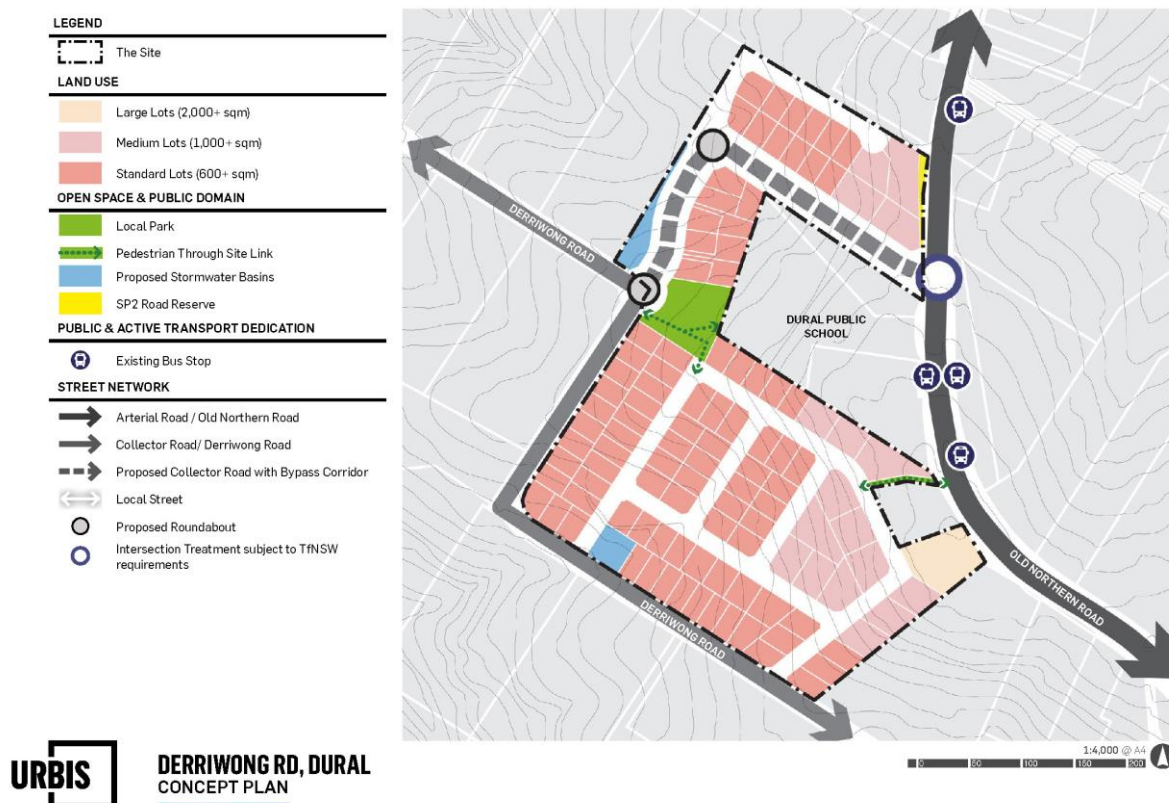 LEGEND
The Site
LAND USE
Large Lots (2,000+ sqm)
Medium Lots (1,000+ sqm)
Standard Lots (600+ sqm)
OPEN SPACE & PUBLIC DOMAIN
Local Park
Pedestrian Through Site Link
Proposed Stormwater Basins
SP2 Road Reserve
PUBLIC & ACTIVE TRANSPORT DEDICATION
Existing Bus Stop
STREET NETWORK
Arterial Road / Old Northern Road
Collector Road/ Derriwong Road
Proposed Collector Road with Bypass Corridor
Local Street
Proposed Roundabout
Intersection Treatment subject to TfNSW
requirements
DERRIWONG ROAD
DURAL PUBLIC
SCHOOL
OLD NORTHERN ROAD
DERRIWONG ROAD
1:4,000 @ A4
0 50 100 150 200
URBIS
DERRIWONG RD, DURAL
CONCEPT PLAN